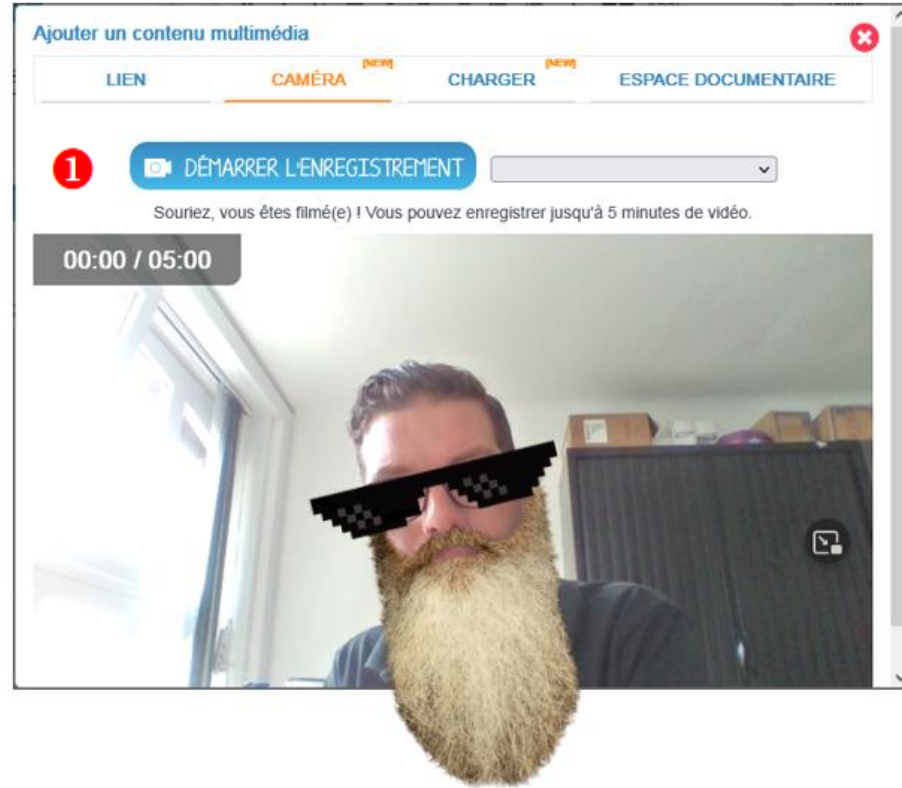 Ajouter un contenu multimédia
LIEN
CAMÉRA
[NEW]
CHARGER
[NEW]
ESPACE DOCUMENTAIRE
1
DÉMARRER L'ENREGISTREMENT
Souriez, vous êtes filmé(e) ! Vous pouvez enregistrer jusqu'à 5 minutes de vidéo.
00:00 / 05:00